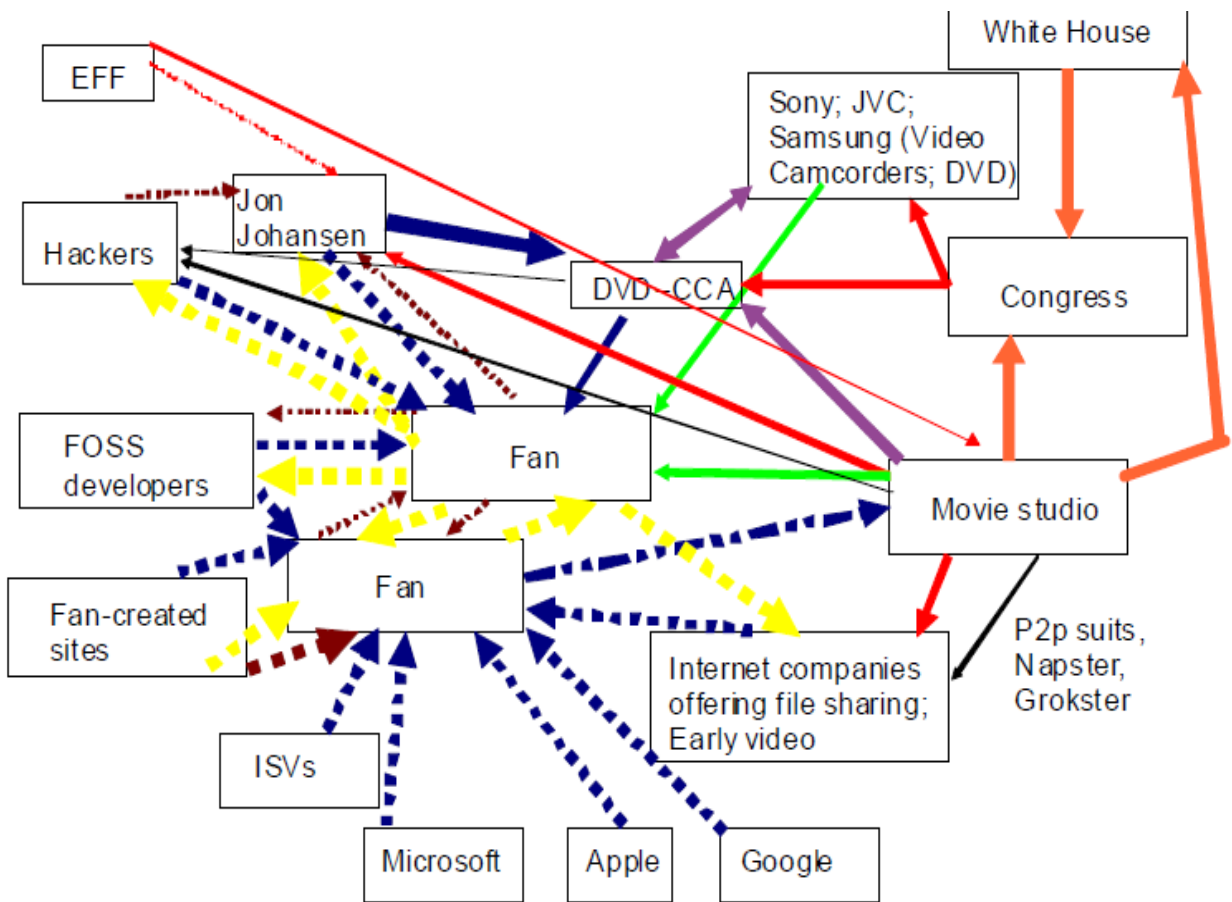 White House
EFF
Sony; JVC;
Samsung (Video
Camcorders; DVD)
Jon
Johansen
Hackers
DVD-CCA
Congress
FOSS
developers
Fan
Movie studio
Fan
Fan-created
sites
P2p suits,
Napster,
Grokster
Internet companies
offering file sharing;
Early video
ISVs
Microsoft
Apple
Google